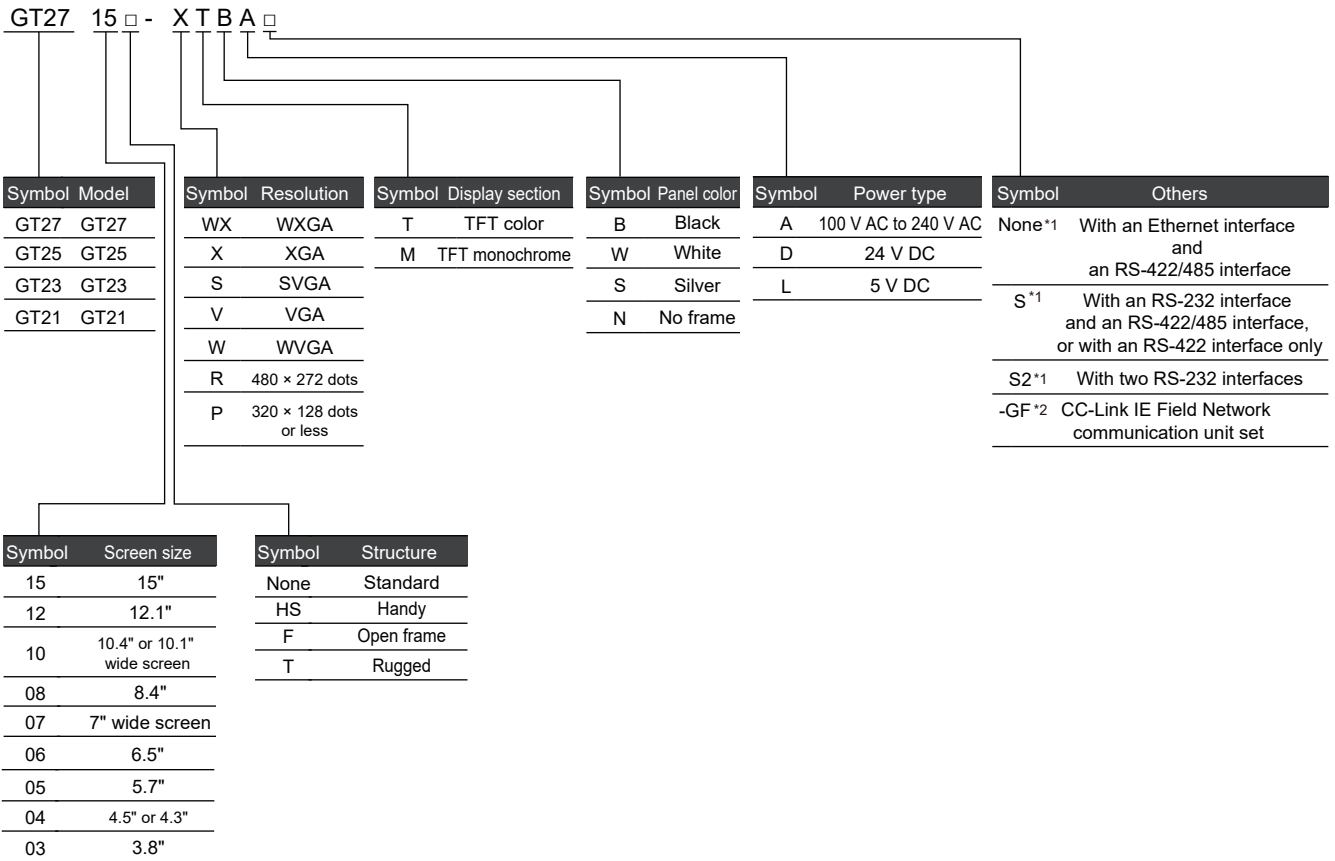 GT27 15 □ - X T B A □
Symbol Model
GT27 GT27
GT25 GT25
GT23 GT23
GT21 GT21
Symbol Resolution
WX WXGA
X XGA
S SVGA
V VGA
W WVGA
R 480 × 272 dots
P 320 × 128 dots
or less
Symbol Display section
T TFT color
M TFT monochrome
Symbol Panel color
B Black
W White
S Silver
N No frame
Symbol Power type
A 100 V AC to 240 V AC
D 24 V DC
L 5 V DC
Symbol Others
None*1 With an Ethernet interface
and
an RS-422/485 interface
S*1 With an RS-232 interface
and an RS-422/485 interface,
or with an RS-422 interface only
S2*1 With two RS-232 interfaces
-GF*2 CC-Link IE Field Network
communication unit set
Symbol Screen size
15 15"
12 12.1"
10 10.4" or 10.1"
wide screen
08 8.4"
07 7" wide screen
06 6.5"
05 5.7"
04 4.5" or 4.3"
03 3.8"
Symbol Structure
None Standard
HS Handy
F Open frame
T Rugged